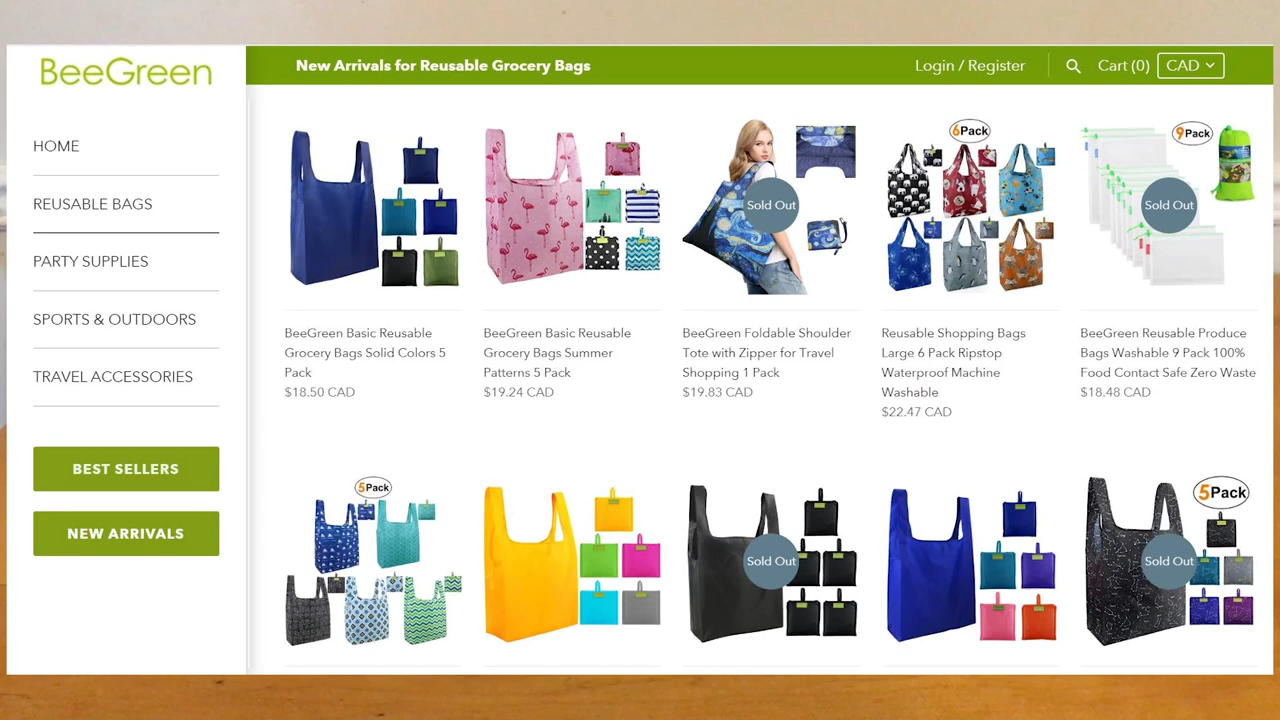 BeeGreen
New Arrivals for Reusable Grocery Bags
Login / Register
Cart (0)
CAD
HOME
REUSABLE BAGS
PARTY SUPPLIES
SPORTS & OUTDOORS
TRAVEL ACCESSORIES
BEST SELLERS
NEW ARRIVALS
BeeGreen Basic Reusable
Grocery Bags Solid Colors 5
Pack
$18.50 CAD
BeeGreen Basic Reusable
Grocery Bags Summer
Patterns 5 Pack
$19.24 CAD
Sold Out
BeeGreen Foldable Shoulder
Tote with Zipper for Travel
Shopping 1 Pack
$19.83 CAD
6Pack
Reusable Shopping Bags
Large 6 Pack Ripstop
Waterproof Machine
Washable
$22.47 CAD
9Pack
Sold Out
BeeGreen Reusable Produce
Bags Washable 9 Pack 100%
Food Contact Safe Zero Waste
$18.48 CAD
5Pack
Sold Out
5Pack
Sold Out